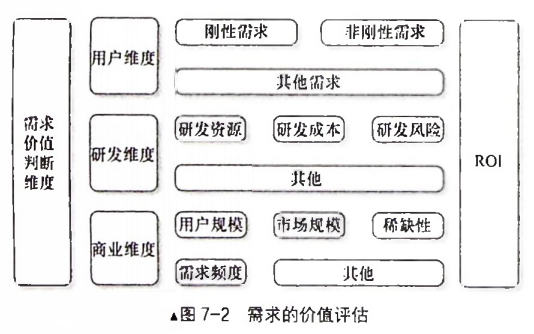 需求
价值
判断
维度
用户维度
刚性需求
非刚性需求
其他需求
研发维度
研发资源
研发成本
研发风险
其他
商业维度
用户规模
市场规模
稀缺性
需求频度
其他
ROI
▲图7-2 需求的价值评估